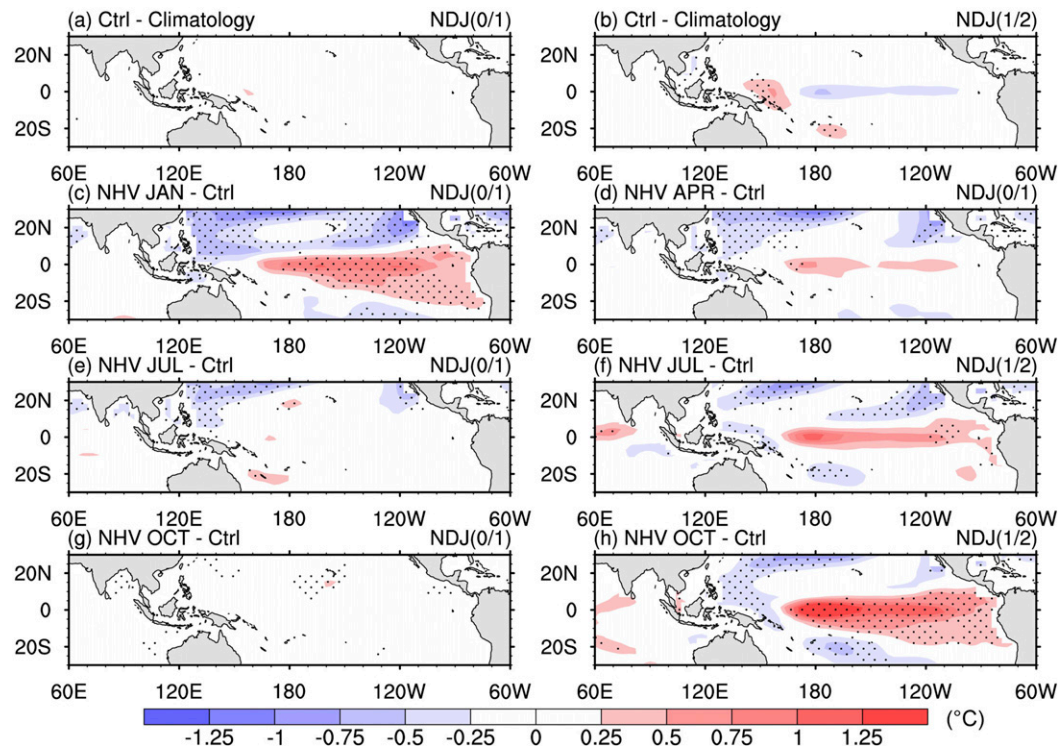 (a) Ctrl - Climatology NDJ(0/1) (b) Ctrl - Climatology NDJ(1/2)
20N 20N
0 0
20S 20S
60E 120E 180 120W 60W 60E 120E 180 120W 60W
(c) NHV JAN - Ctrl NDJ(0/1) (d) NHV APR - Ctrl NDJ(0/1)
20N 20N
0 0
20S 20S
60E 120E 180 120W 60W 60E 120E 180 120W 60W
(e) NHV JUL - Ctrl NDJ(0/1) (f) NHV JUL - Ctrl NDJ(1/2)
20N 20N
0 0
20S 20S
60E 120E 180 120W 60W 60E 120E 180 120W 60W
(g) NHV OCT - Ctrl NDJ(0/1) (h) NHV OCT - Ctrl NDJ(1/2)
20N 20N
0 0
20S 20S
60E 120E 180 120W 60W 60E 120E 180 120W 60W
(°C)
-1.25 -1 -0.75 -0.5 -0.25 0 0.25 0.5 0.75 1 1.25